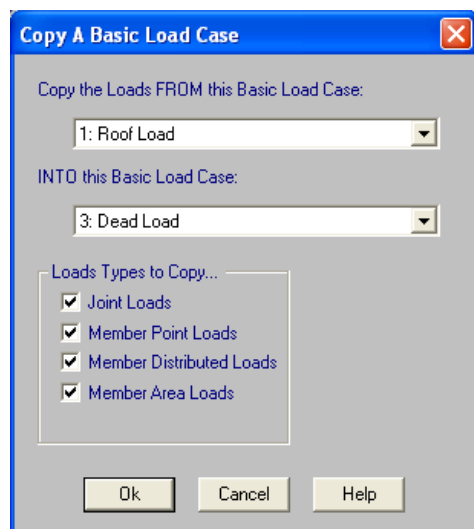 Copy A Basic Load Case
Copy the Loads FROM this Basic Load Case:
1: Roof Load
INTO this Basic Load Case:
3: Dead Load
Loads Types to Copy...
Joint Loads
Member Point Loads
Member Distributed Loads
Member Area Loads
Ok Cancel Help